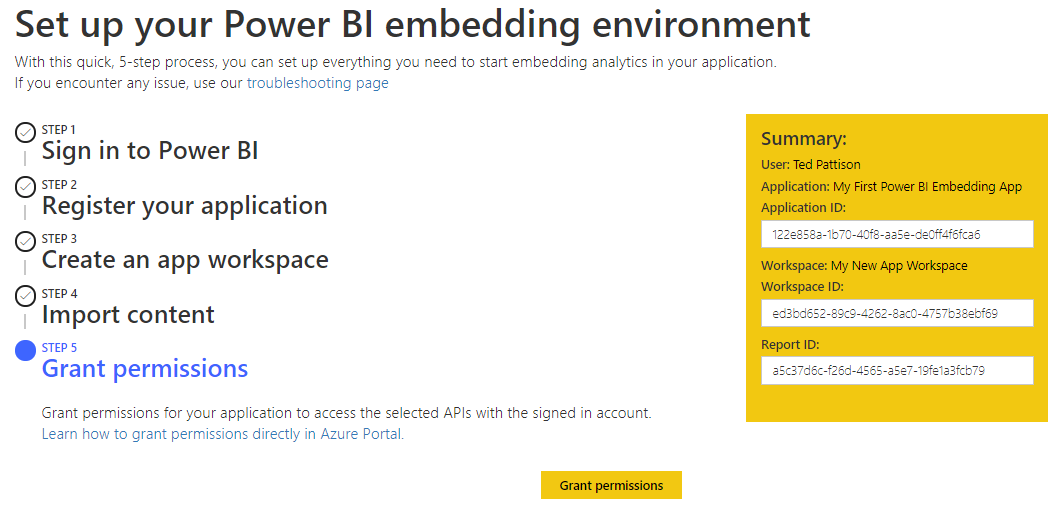 Set up your Power BI embedding environment
With this quick, 5-step process, you can set up everything you need to start embedding analytics in your application.
If you encounter any issue, use our troubleshooting page
STEP 1
Sign in to Power BI
STEP 2
Register your application
STEP 3
Create an app workspace
STEP 4
Import content
STEP 5
Grant permissions
Grant permissions for your application to access the selected APIs with the signed in account.
Learn how to grant permissions directly in Azure Portal.
Grant permissions
Summary:
User: Ted Pattison
Application: My First Power BI Embedding App
Application ID:
122e858a-1b70-40f8-aa5e-de0ff4f6fca6
Workspace: My New App Workspace
Workspace ID:
ed3bd652-89c9-4262-8ac0-4757b38ebf69
Report ID:
a5c37d6c-f26d-4565-a5e7-19fe1a3fcb79